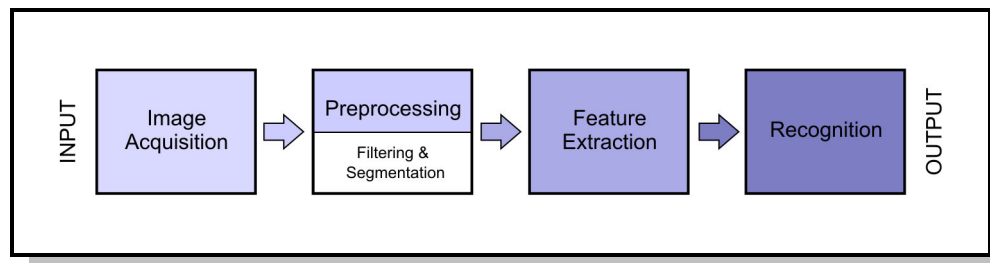 INPUT
Image
Acquisition
Preprocessing
Filtering &
Segmentation
Feature
Extraction
Recognition
OUTPUT